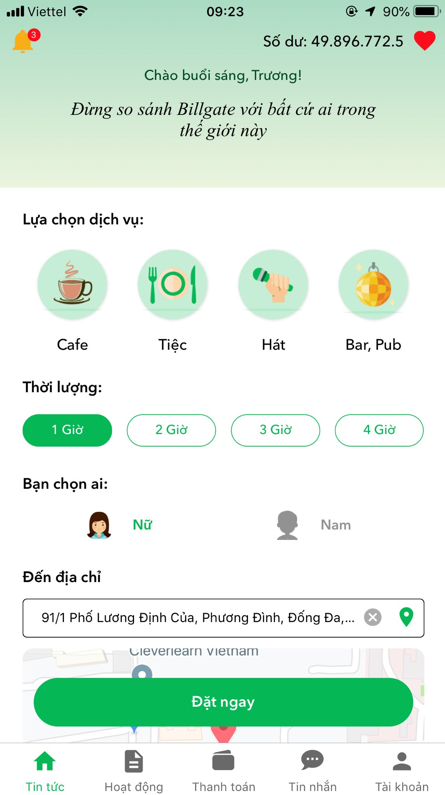 Viettel 09:23 90%
3
Số dư: 49.896.772.5
Chào buổi sáng, Trương!
Đừng so sánh Billgate với bất cứ ai trong
thế giới này
Lựa chọn dịch vụ:
Cafe Tiệc Hát Bar, Pub
Thời lượng:
1 Giờ 2 Giờ 3 Giờ 4 Giờ
Bạn chọn ai:
Nữ Nam
Đến địa chỉ
91/1 Phố Lương Định Của, Phương Đình, Đống Đa,...
Cleverlearn Vietnam
Đặt ngay
Tin tức Hoạt động Thanh toán Tin nhắn Tài khoản